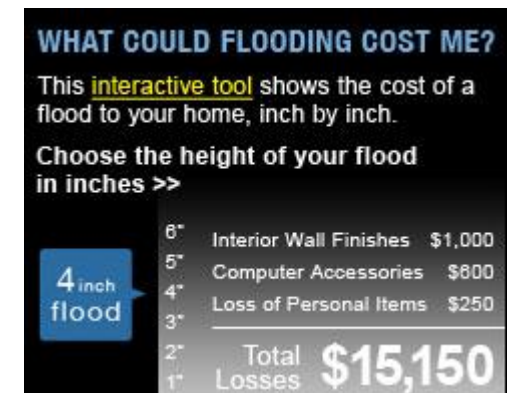 WHAT COULD FLOODING COST ME?
This interactive tool shows the cost of a
flood to your home, inch by inch.
Choose the height of your flood
in inches >>
6"
Interior Wall Finishes $1,000
5"
Computer Accessories $600
4 inch
flood
4"
Loss of Personal Items $250
3"
2"
1"
Total
Losses
$15,150